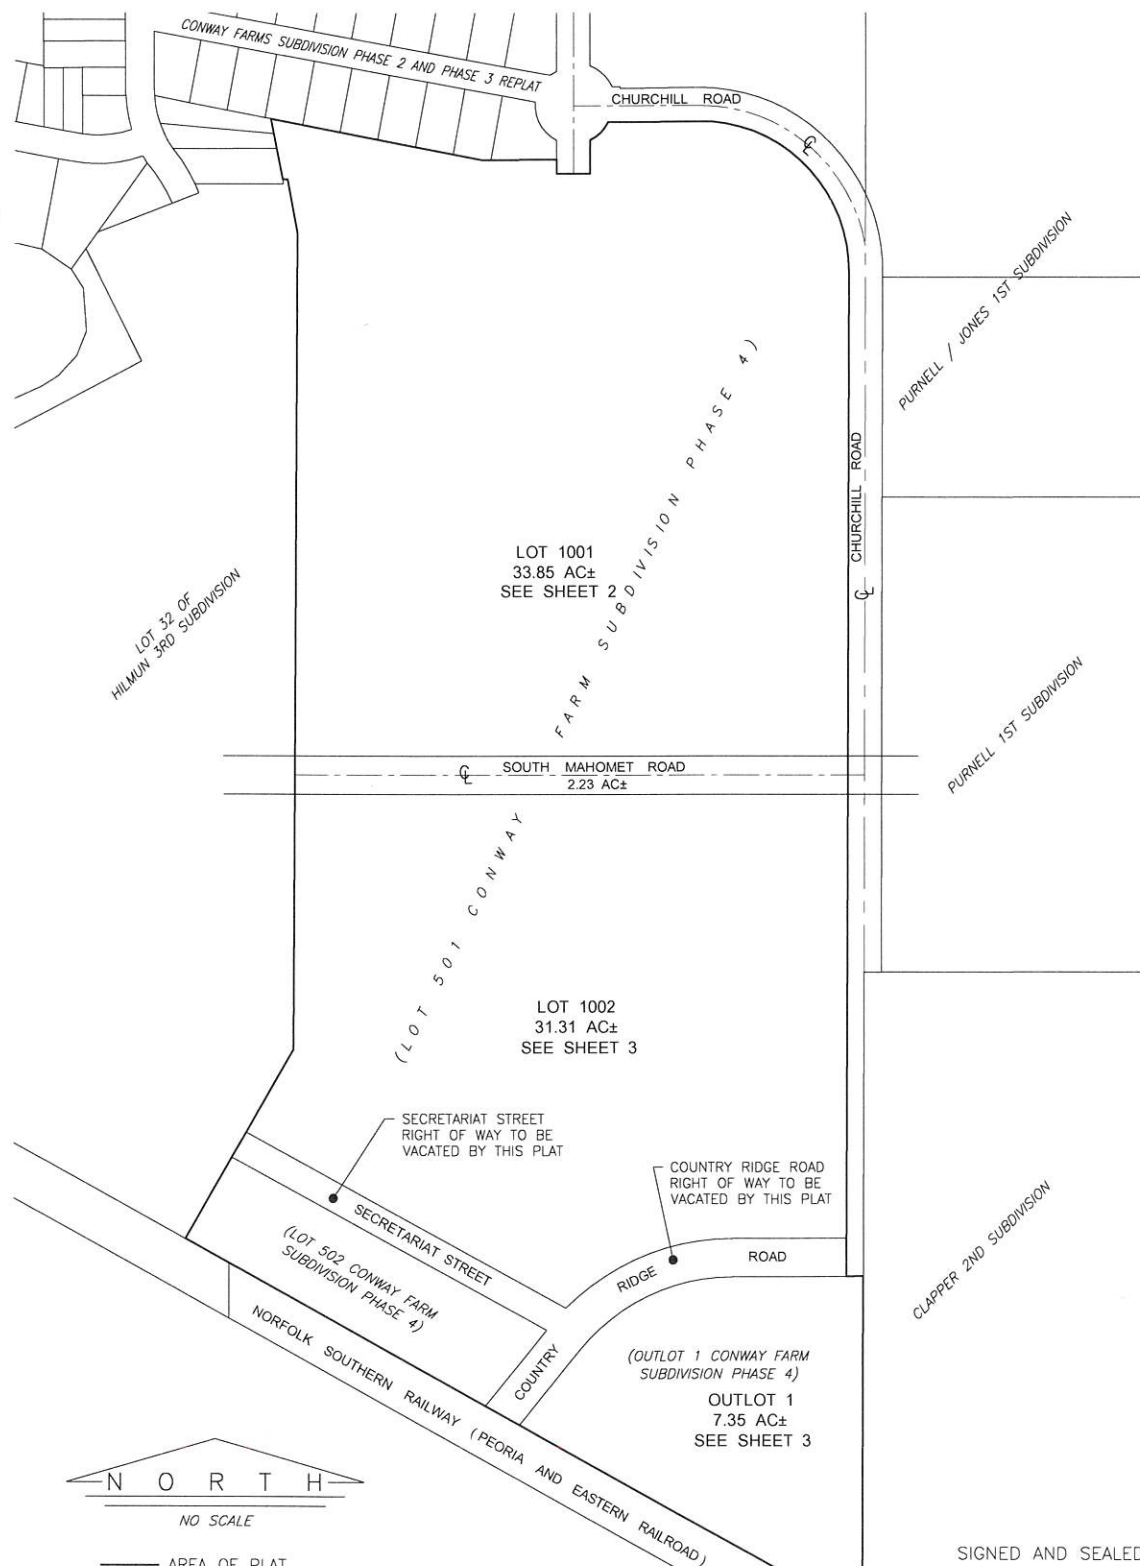 CONWAY FARMS SUBDIVISION PHASE 2 AND PHASE 3 REPLAT
CHURCHILL ROAD
℄
PURNELL / JONES 1ST SUBDIVISION
CHURCHILL ROAD
℄
LOT 1001
33.85 AC±
SEE SHEET 2
LOT 32 OF
HILMUN 3RD SUBDIVISION
PURNELL 1ST SUBDIVISION
℄
SOUTH MAHOMET ROAD
2.23 AC±
(LOT 501 CONWAY FARM SUBDIVISION PHASE 4)
LOT 1002
31.31 AC±
SEE SHEET 3
SECRETARIAT STREET
RIGHT OF WAY TO BE
VACATED BY THIS PLAT
COUNTRY RIDGE ROAD
RIGHT OF WAY TO BE
VACATED BY THIS PLAT
SECRETARIAT STREET
COUNTRY RIDGE ROAD
CLAPPER 2ND SUBDIVISION
(LOT 502 CONWAY FARM
SUBDIVISION PHASE 4)
NORFOLK SOUTHERN RAILWAY (PEORIA AND EASTERN RAILROAD)
(OUTLOT 1 CONWAY FARM
SUBDIVISION PHASE 4)
OUTLOT 1
7.35 AC±
SEE SHEET 3
NORTH
NO SCALE
AREA OF PLAT
SIGNED AND SEALED